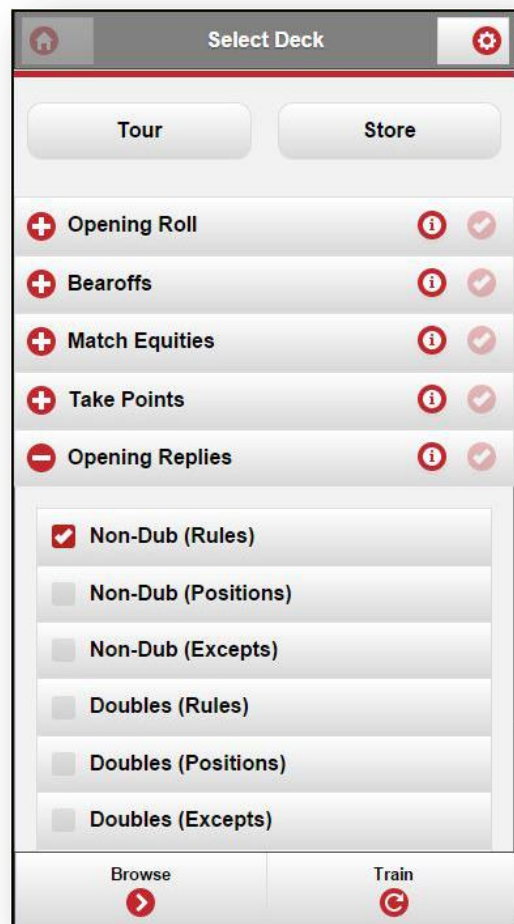 Select Deck
Tour Store
Opening Roll
Bearoffs
Match Equities
Take Points
Opening Replies
Non-Dub (Rules)
Non-Dub (Positions)
Non-Dub (Excepts)
Doubles (Rules)
Doubles (Positions)
Doubles (Excepts)
Browse Train